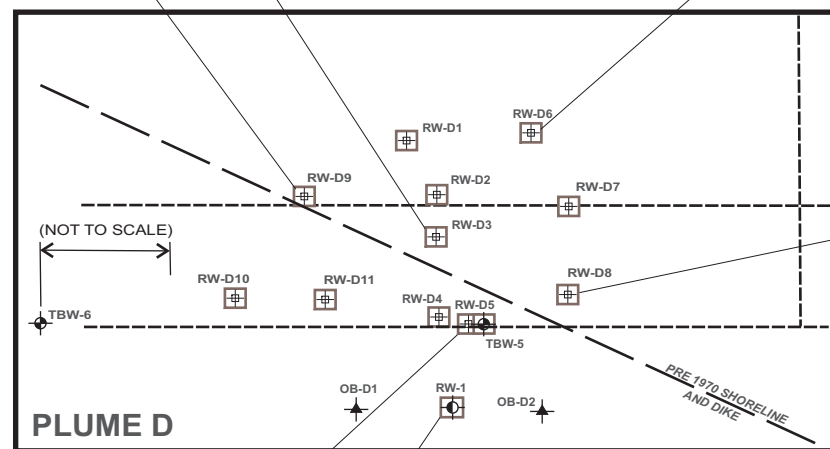 RW-D6
RW-D1
RW-D9
RW-D2
RW-D7
RW-D3
(NOT TO SCALE)
RW-D10
RW-D11
RW-D8
RW-D4
RW-D5
TBW-6
TBW-5
PRE 1970 SHORELINE
AND DIKE
OB-D1
RW-1
OB-D2
PLUME D